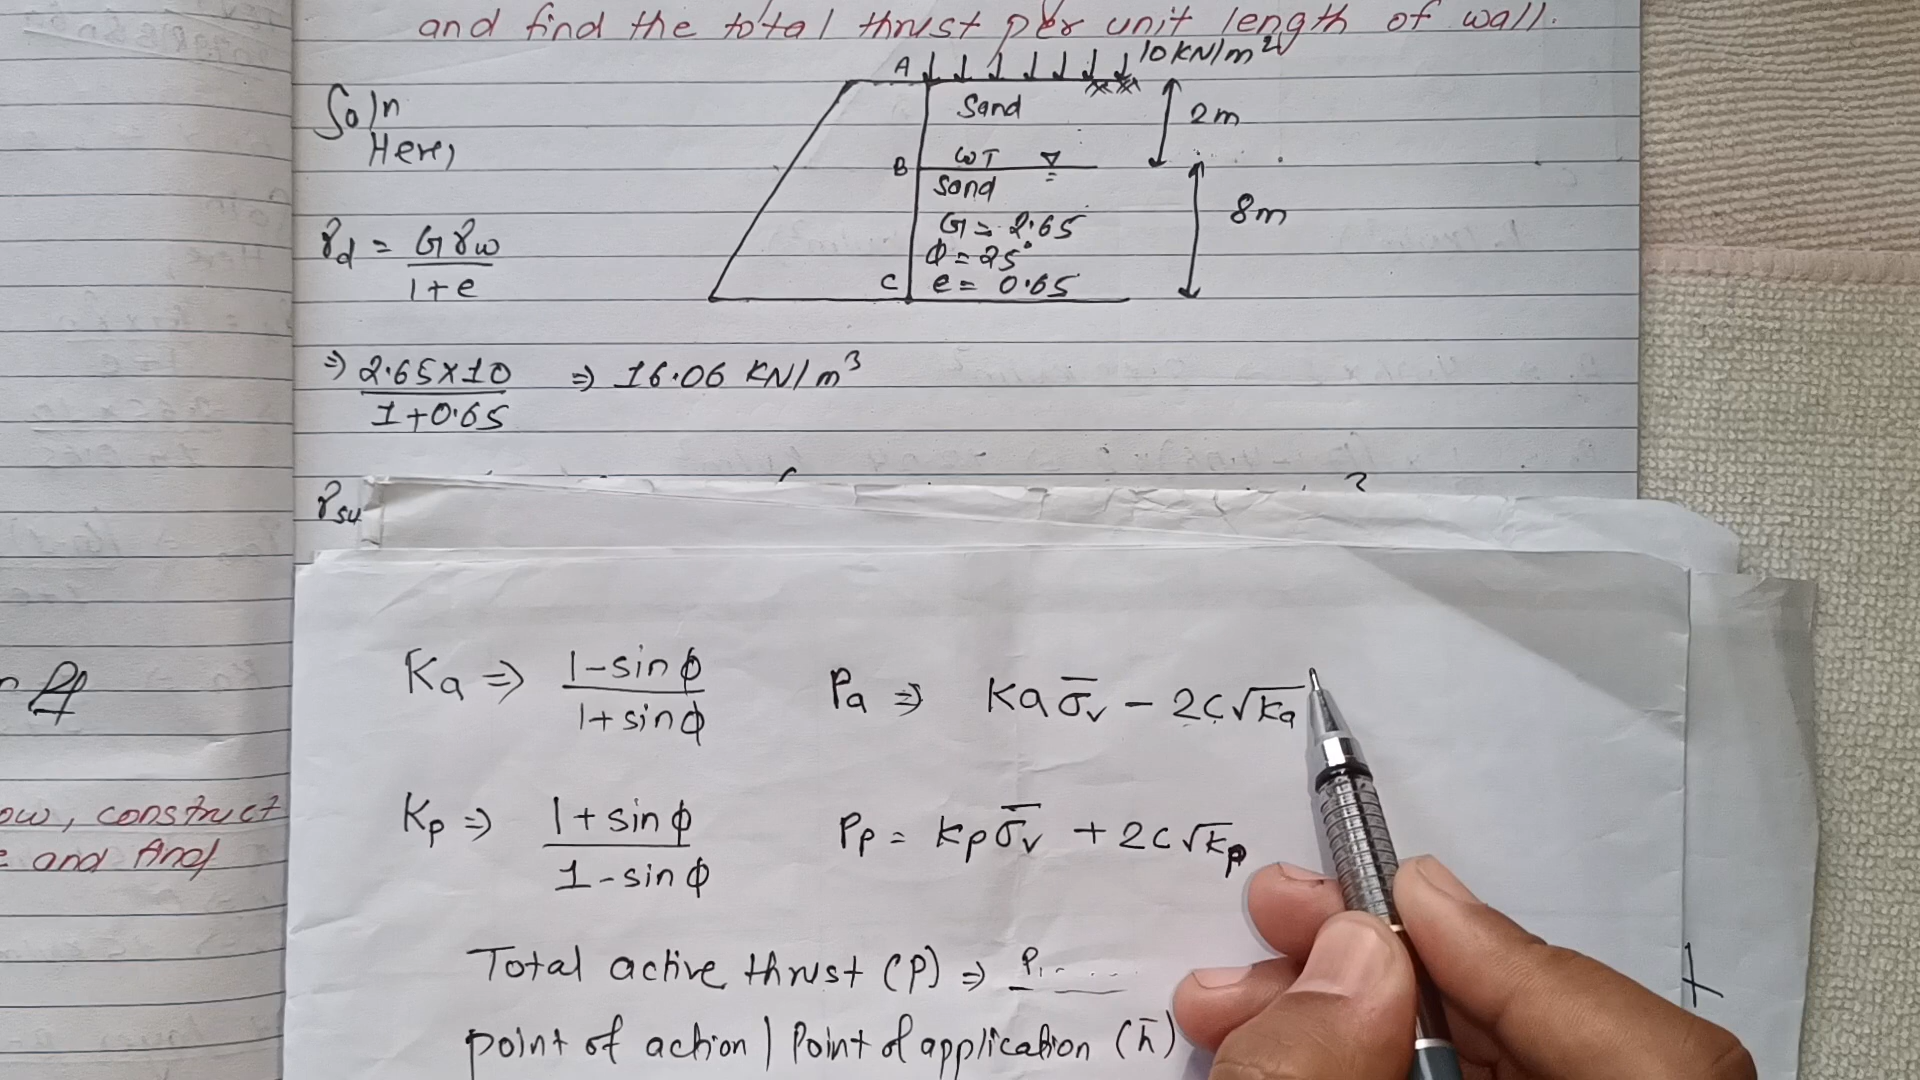 and find the total thrust per unit length of wall.
A 10 KN/m²
Soln
Here,
Sand
2m
B WT
Sand
G = 2.65
8m
ϕ = 25°
C e = 0.65
γd = Gγw
1+e
⇒ 2.65×10 ⇒ 16.06 KN/m³
1+0.65
γsu
Ka ⇒ 1-sinϕ
1+sinϕ
Pa ⇒ Ka σ̅v - 2c√Ka
Kp ⇒ 1+sinϕ
1-sinϕ
Pp = Kp σ̅v + 2c√Kp
ow, construct
and find
Total active thrust (P) ⇒ P1 .. ...
point of action | Point of application (h̅)